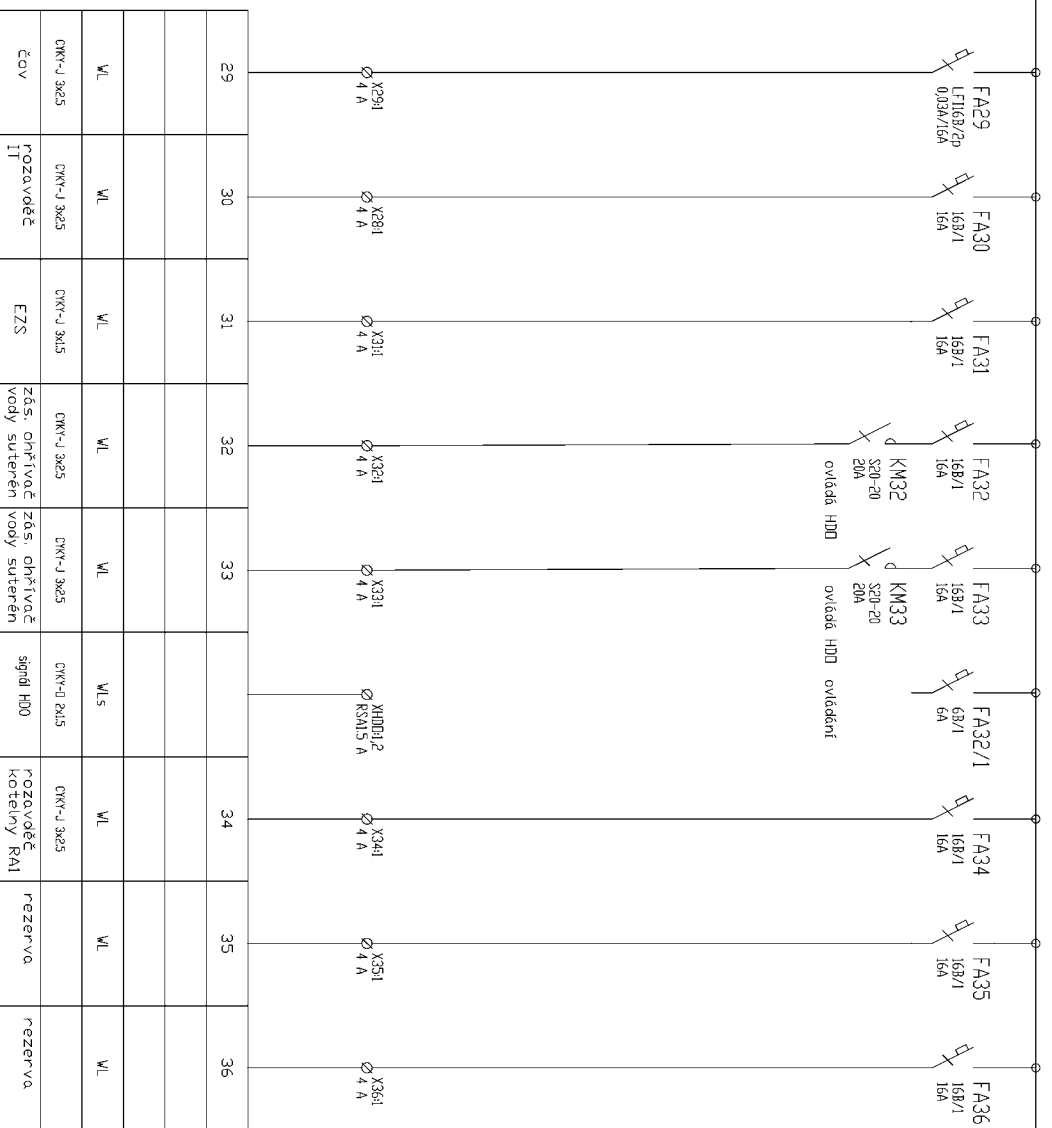 FA29
LFI16B/2p
0,03A/16A
FA30
16B/1
16A
FA31
16B/1
16A
FA32
16B/1
16A
FA33
16B/1
16A
FA32/1
6B/1
6A
FA34
16B/1
16A
FA35
16B/1
16A
FA36
16B/1
16A
KM32
S20-20
20A
ovládá HDO
KM33
S20-20
20A
ovládá HDO
ovládání
X29:1
4 A
X28:1
4 A
X31:1
4 A
X32:1
4 A
X33:1
4 A
XHDO:1,2
RSA1.5 A
X34:1
4 A
X35:1
4 A
X36:1
4 A
29
30
31
32
33
34
35
36
WL
WL
WL
WL
WL
WLs
WL
WL
WL
CYKY-J 3x2.5
CYKY-J 3x2.5
CYKY-J 3x1.5
CYKY-J 3x2.5
CYKY-J 3x2.5
CYKY-O 2x1.5
CYKY-J 3x2.5
čov
rozavděč
IT
EZS
zás. ohřívač
vody suterén
zás. ohřívač
vody suterén
signál HDO
rozavděč
kotelny RA1
rezerva
rezerva